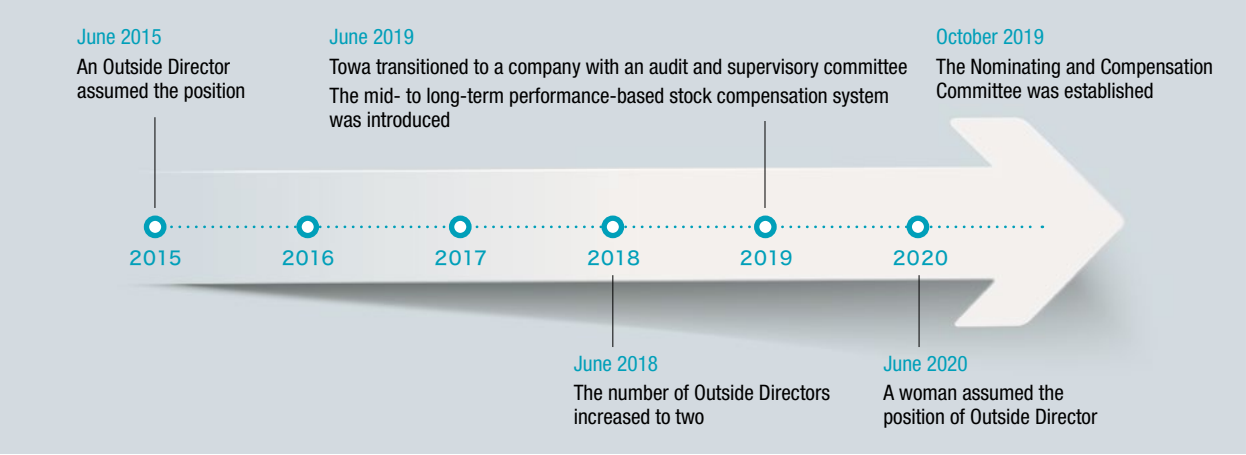 June 2015
An Outside Director
assumed the position
June 2019
Towa transitioned to a company with an audit and supervisory committee
The mid- to long-term performance-based stock compensation system
was introduced
October 2019
The Nominating and Compensation
Committee was established
2015
2016
2017
2018
2019
2020
June 2018
The number of Outside Directors
increased to two
June 2020
A woman assumed the
position of Outside Director